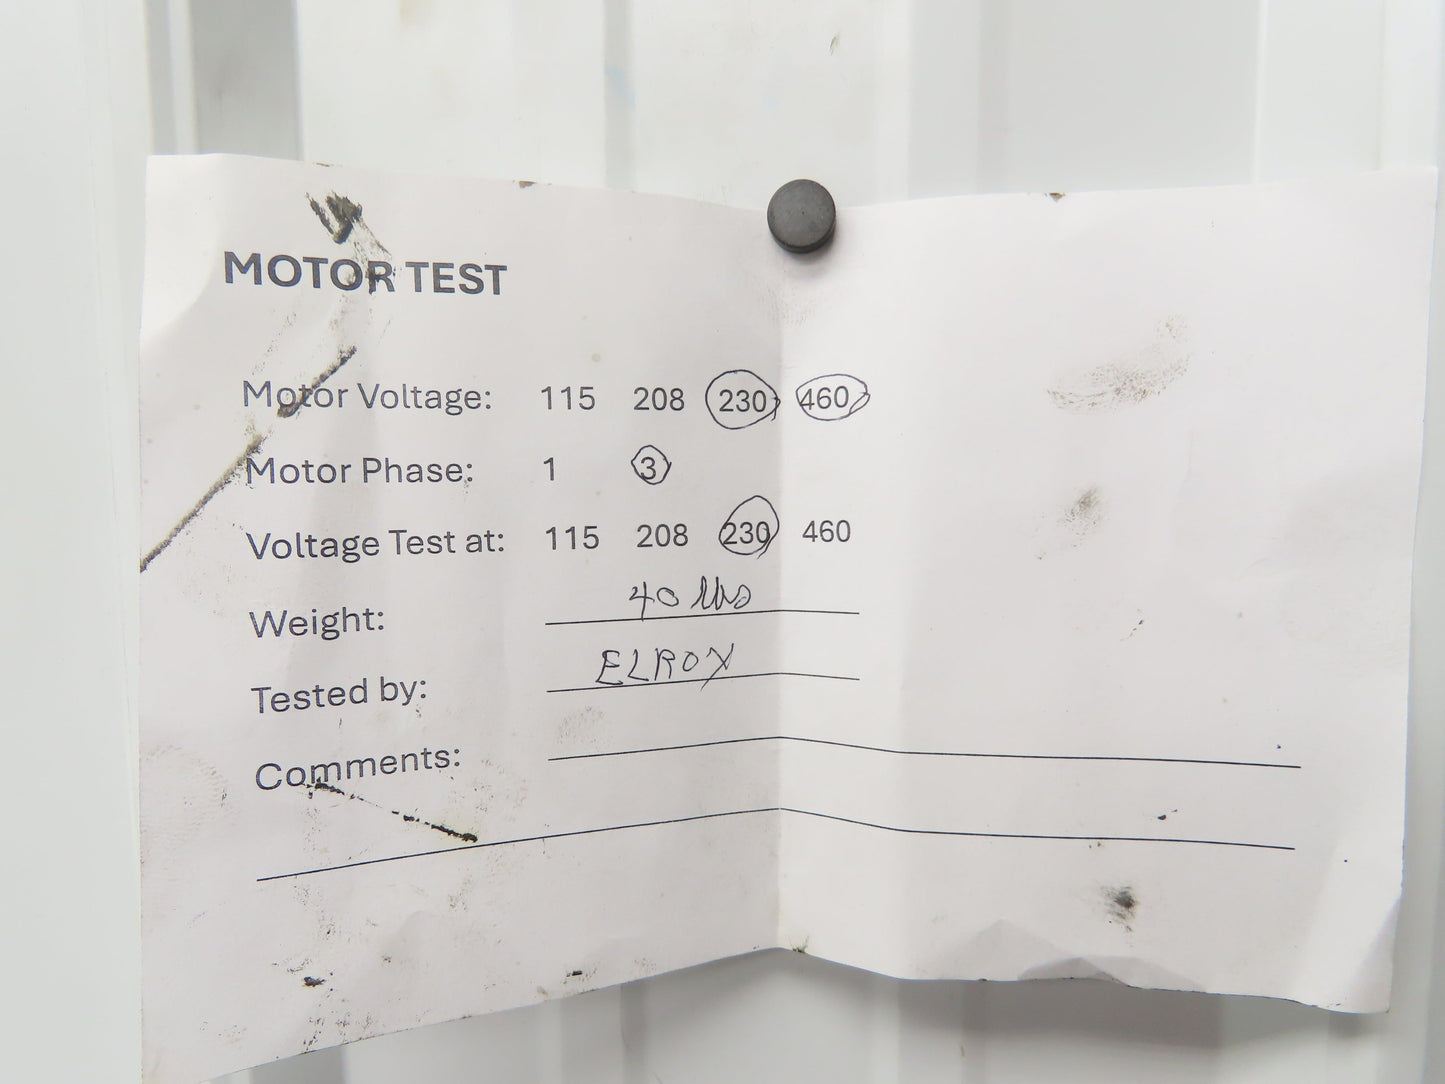 MOTOR TEST
Motor Voltage: 115 208 230 460
Motor Phase: 1 3
Voltage Test at: 115 208 230 460
Weight: 40 lbs
Tested by: ELROY
Comments: